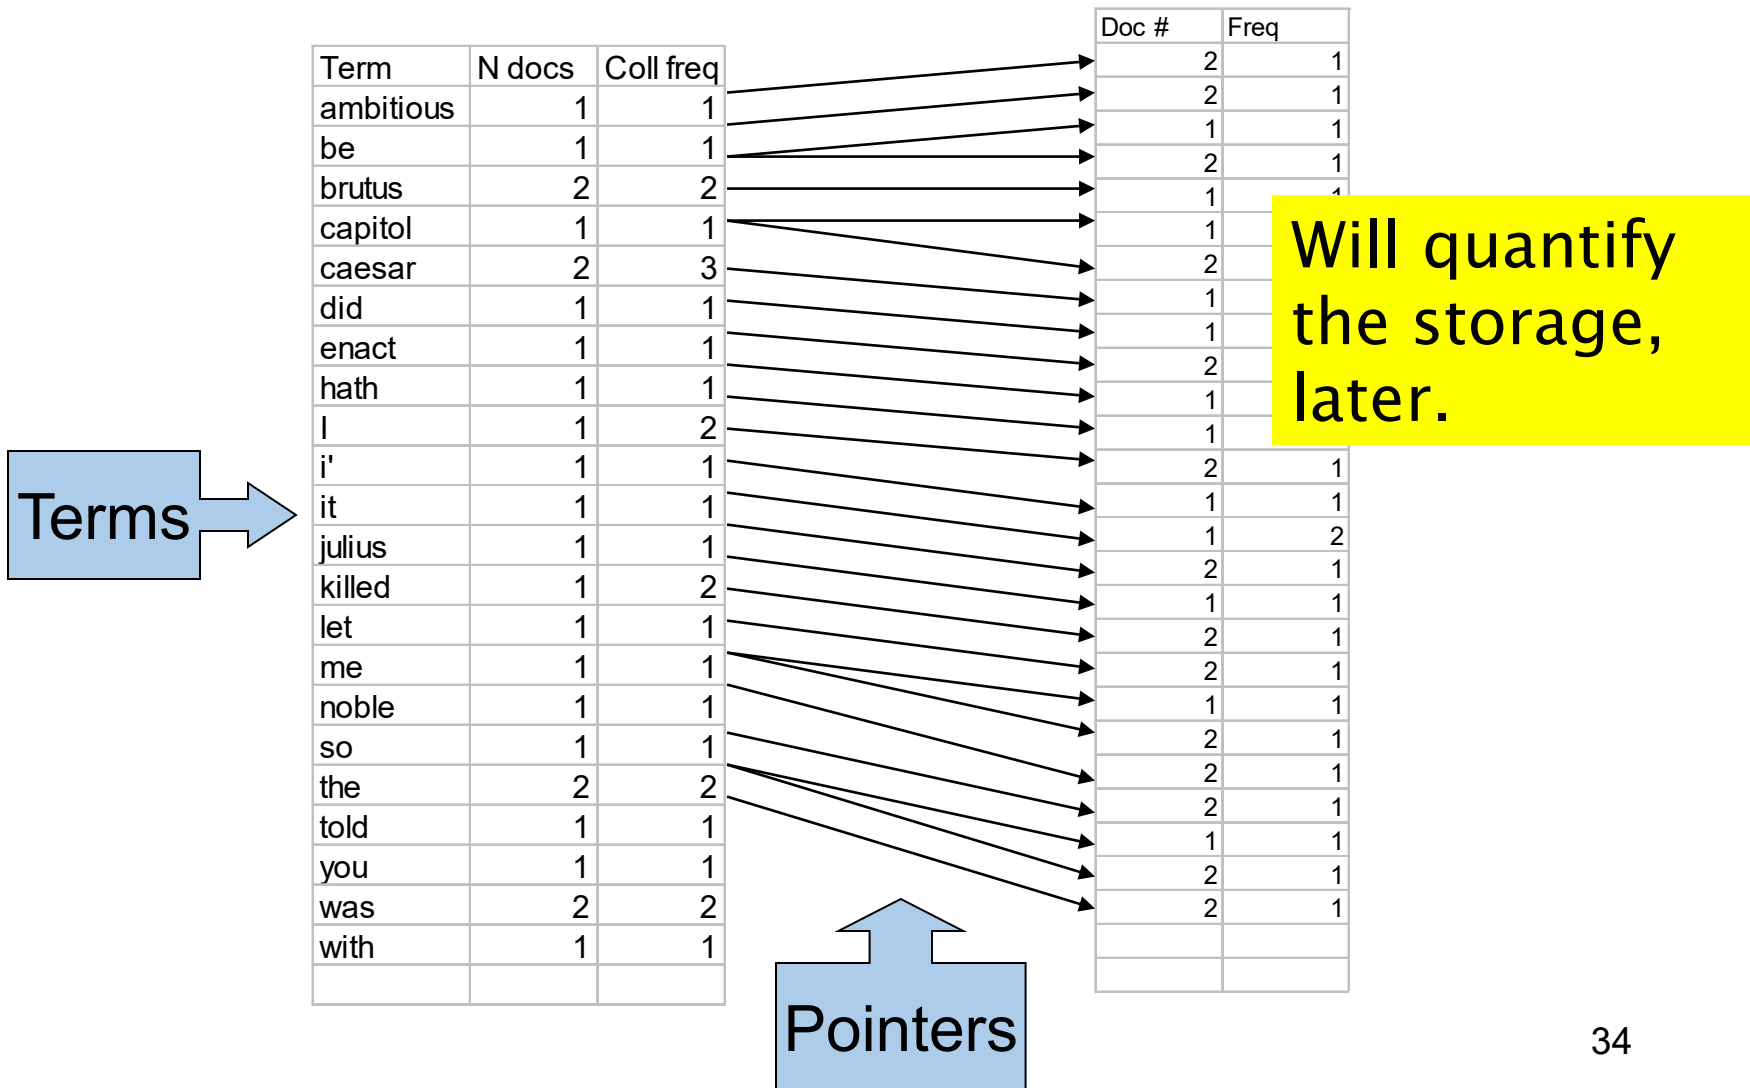 Term N docs Coll freq
ambitious 1 1
be 1 1
brutus 2 2
capitol 1 1
caesar 2 3
did 1 1
enact 1 1
hath 1 1
I 1 2
i' 1 1
it 1 1
julius 1 1
killed 1 2
let 1 1
me 1 1
noble 1 1
so 1 1
the 2 2
told 1 1
you 1 1
was 2 2
with 1 1
Doc # Freq
2 1
2 1
1 1
2 1
1
1
2
1
1
2
1
1
2 1
1 1
1 2
2 1
1 1
2 1
2 1
1 1
2 1
2 1
2 1
1 1
2 1
2 1
Will quantify
the storage,
later.
Terms
Pointers
34